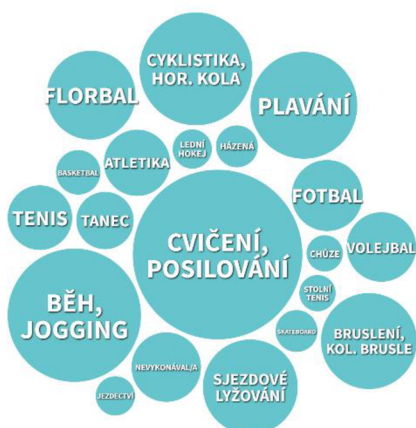 CYKLISTIKA,
HOR. KOLA
FLORBAL
PLAVÁNÍ
LEDNÍ
HOKEJ
HÁZENÁ
ATLETIKA
BASKETBAL
FOTBAL
TENIS
TANEC
CVIČENÍ,
POSILOVÁNÍ
CHŮZE
VOLEJBAL
STOLNÍ
TENIS
BĚH,
JOGGING
SKATEBOARD
BRUSLENÍ,
KOL. BRUSLE
NEVYKONÁVAL/A
SJEZDOVÉ
LYŽOVÁNÍ
JEZDECTVÍ